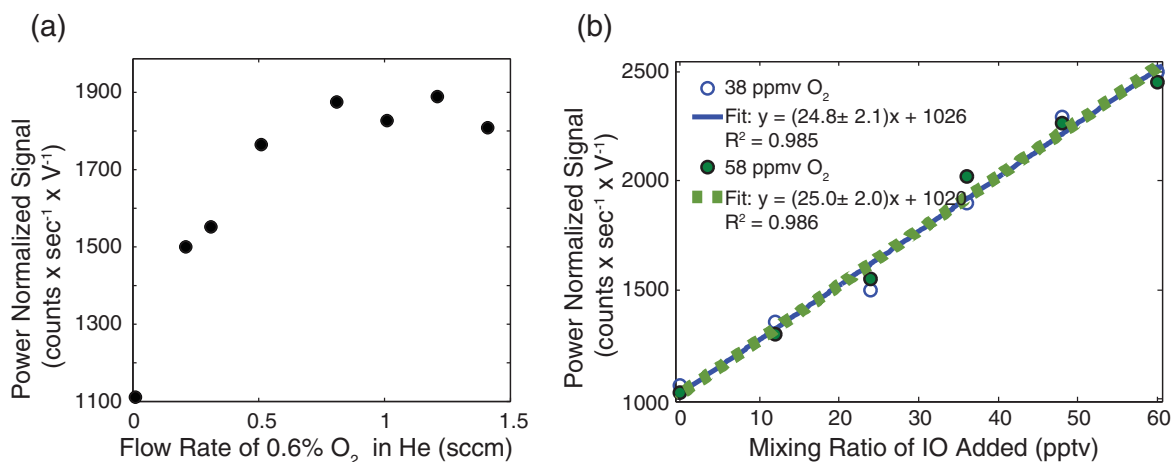 (a)
Power Normalized Signal
(counts x sec⁻¹ x V⁻¹)
1900
1700
1500
1300
1100
0
0.5
1
1.5
Flow Rate of 0.6% O₂ in He (sccm)
(b)
Power Normalized Signal
(counts x sec⁻¹ x V⁻¹)
2500
2000
1500
1000
38 ppmv O₂
Fit: y = (24.8± 2.1)x + 1026
R² = 0.985
58 ppmv O₂
Fit: y = (25.0± 2.0)x + 1020
R² = 0.986
0
10
20
30
40
50
60
Mixing Ratio of IO Added (pptv)